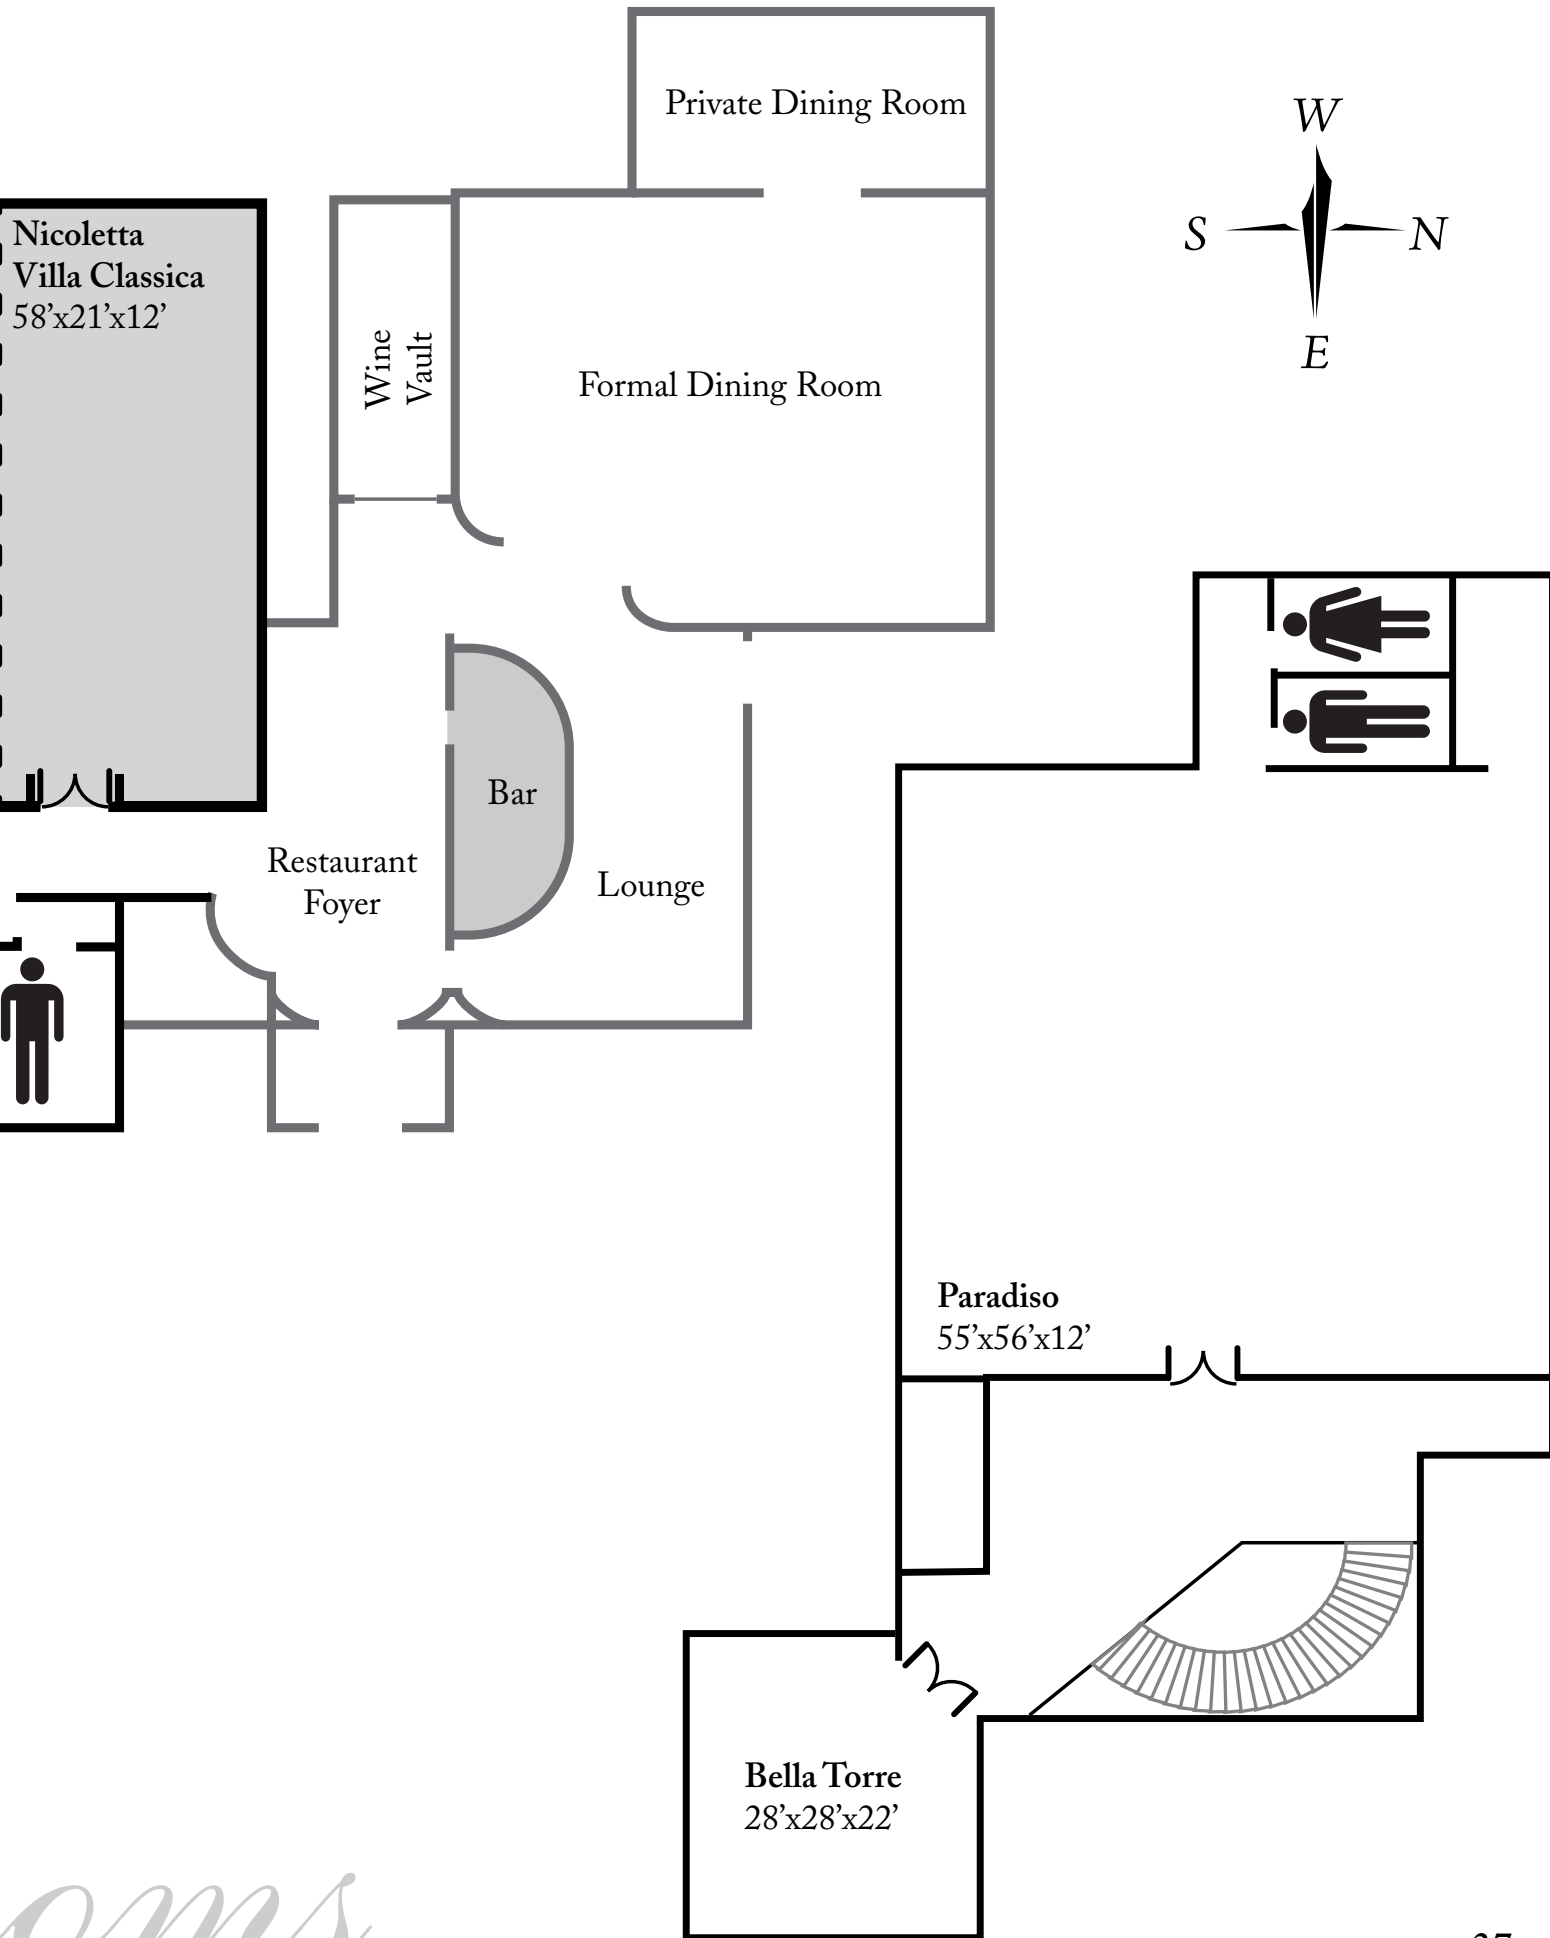 Private Dining Room
W
S
N
E
Nicoletta
Villa Classica
58’x21’x12’
Wine
Vault
Formal Dining Room
Bar
Restaurant
Foyer
Lounge
Paradiso
55’x56’x12’
Bella Torre
28’x28’x22’
oms